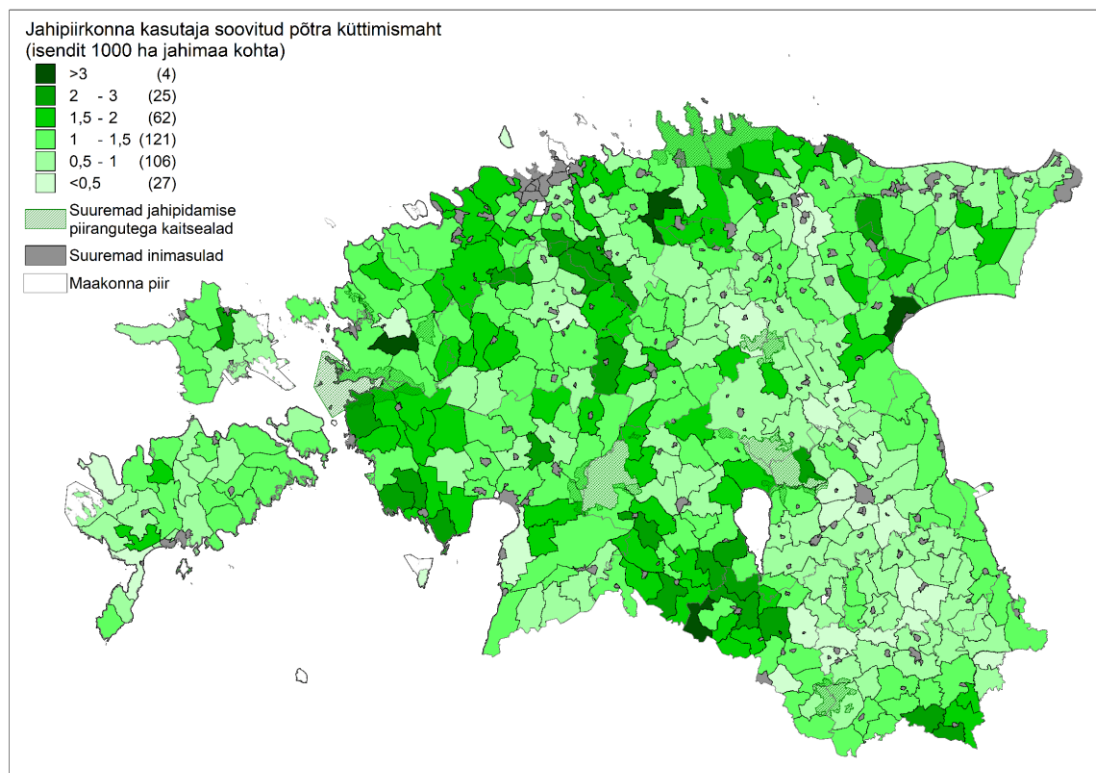 Jahipiirkonna kasutaja soovitud põtra küttimismaht
(isendit 1000 ha jahimaa kohta)
>3 (4)
2 - 3 (25)
1,5 - 2 (62)
1 - 1,5 (121)
0,5 - 1 (106)
<0,5 (27)
Suuremad jahipidamise
piirangutega kaitsealad
Suuremad inimasulad
Maakonna piir